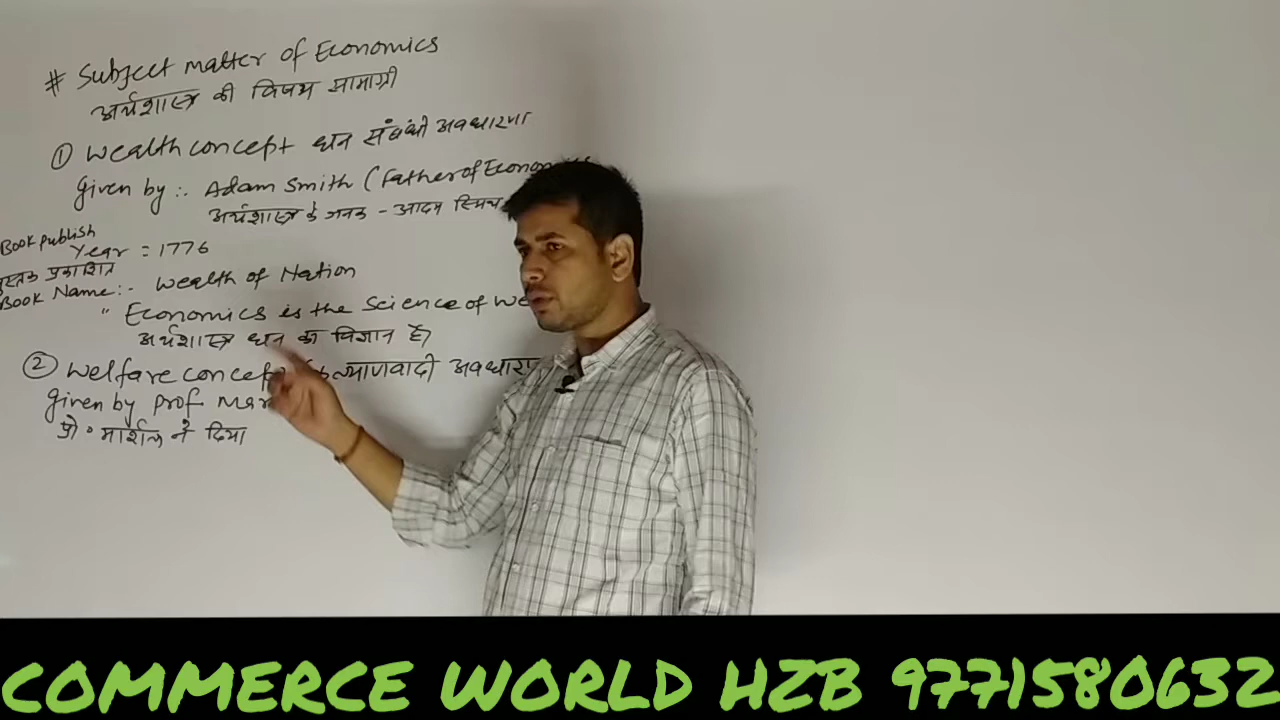 # Subject matter of Economics
अर्थशास्त्र की विषय सामाग्री
① Wealth concept धन संबंधी अवधारणा
Given by :. Adam Smith (Father of Econom
अर्थशास्त्र के जनक - आदम स्मिथ
Book publish
Year = 1776
पुस्तक प्रकाशित
Book Name:- Wealth of Nation
" Economics is the Science of We
अर्थशास्त्र धन का विज्ञान है
② Welfare concep कल्याणवादी अवधारण
Given by Prof Mar
प्रो० मार्शल ने दिया
COMMERCE WORLD HZB 9771580632